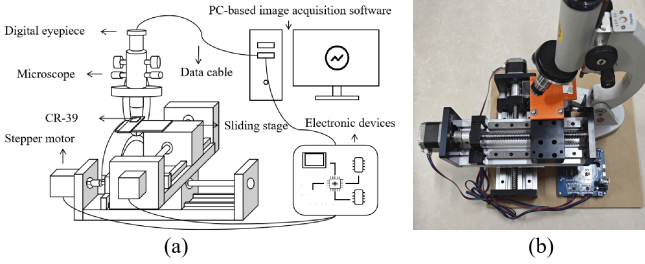 (a)
PC-based image acquisition software
Digital eyepiece
Microscope
Data cable
CR-39
Stepper motor
Sliding stage
Electronic devices
(a)
(b)